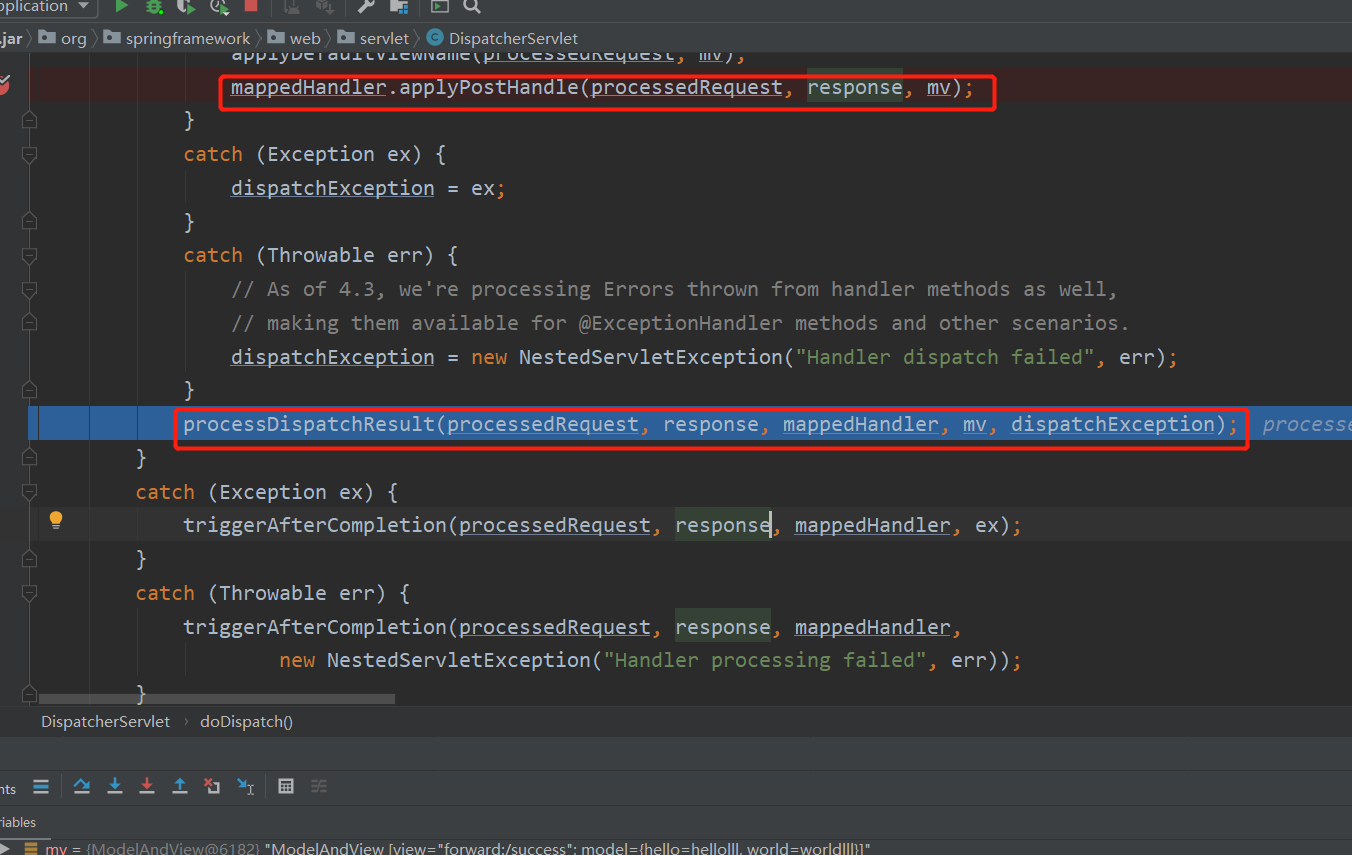 pplication
.jar org springframework web servlet DispatcherServlet
applyDefaultViewName(processedRequest, mv);
mappedHandler.applyPostHandle(processedRequest, response, mv);
}
catch (Exception ex) {
dispatchException = ex;
}
catch (Throwable err) {
// As of 4.3, we're processing Errors thrown from handler methods as well,
// making them available for @ExceptionHandler methods and other scenarios.
dispatchException = new NestedServletException("Handler dispatch failed", err);
}
processDispatchResult(processedRequest, response, mappedHandler, mv, dispatchException); processe
}
catch (Exception ex) {
triggerAfterCompletion(processedRequest, response, mappedHandler, ex);
}
catch (Throwable err) {
triggerAfterCompletion(processedRequest, response, mappedHandler,
new NestedServletException("Handler processing failed", err));
}
DispatcherServlet › doDispatch()
nts
riables
mv = {ModelAndView@6182} "ModelAndView [view="forward:/success"; model={hello=helloIII, world=worldIII}]"